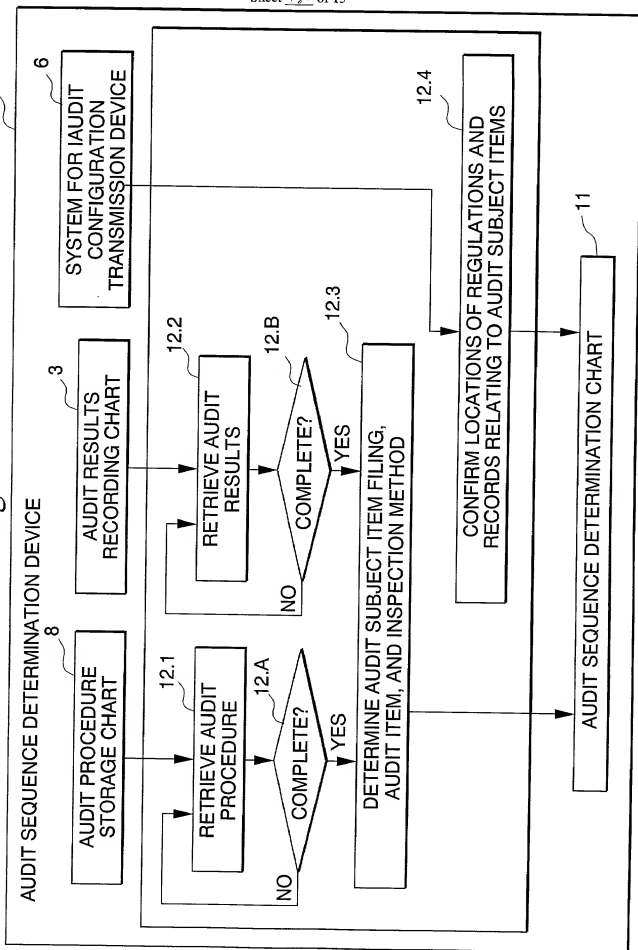 AUDIT SEQUENCE DETERMINATION DEVICE
8
AUDIT PROCEDURE
STORAGE CHART
3
AUDIT RESULTS
RECORDING CHART
6
SYSTEM FOR IAUDIT
CONFIGURATION
TRANSMISSION DEVICE
12.1
RETRIEVE AUDIT
PROCEDURE
12.A
COMPLETE?
NO
YES
12.2
RETRIEVE AUDIT
RESULTS
12.B
COMPLETE?
NO
YES
12.3
DETERMINE AUDIT SUBJECT ITEM FILING,
AUDIT ITEM, AND INSPECTION METHOD
12.4
CONFIRM LOCATIONS OF REGULATIONS AND
RECORDS RELATING TO AUDIT SUBJECT ITEMS
11
AUDIT SEQUENCE DETERMINATION CHART